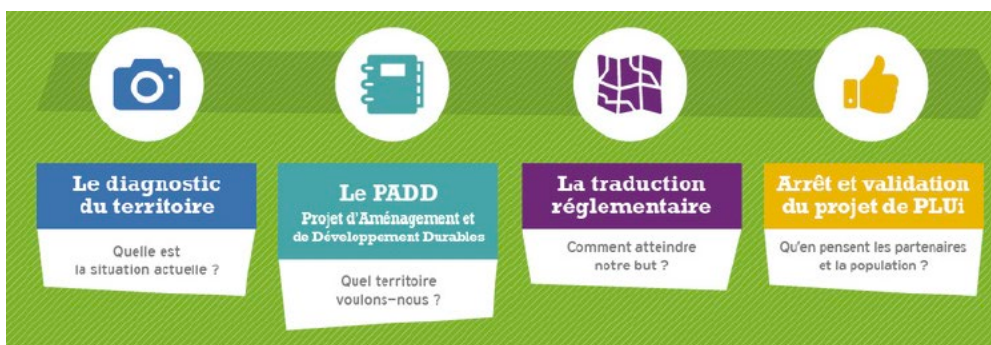 Le diagnostic
du territoire
Quelle est
la situation actuelle ?
Le PADD
Projet d'Aménagement et
de Développement Durables
Quel territoire
voulons-nous ?
La traduction
réglementaire
Comment atteindre
notre but ?
Arrêt et validation
du projet de PLUi
Qu'en pensent les partenaires
et la population ?